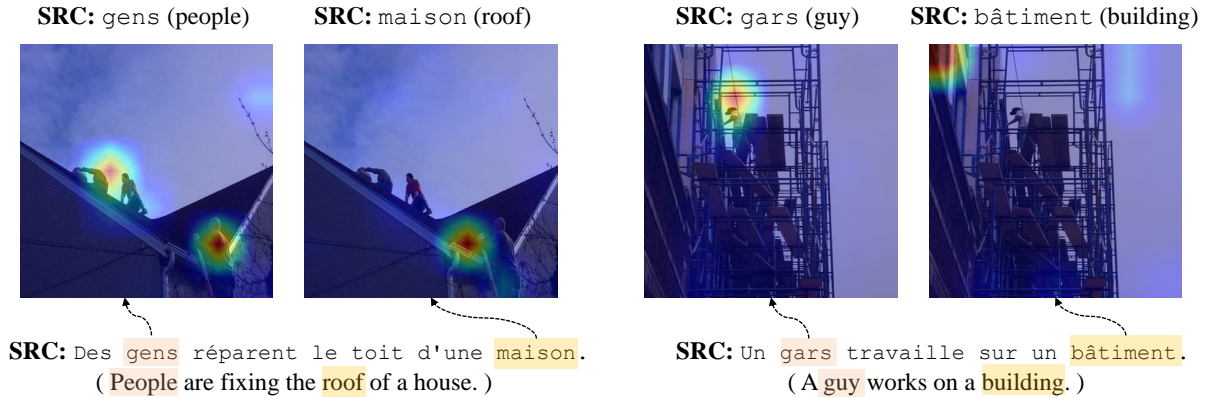 SRC: gens (people)
SRC: maison (roof)
SRC: gars (guy)
SRC: bâtiment (building)
SRC: Des gens réparent le toit d'une maison.
( People are fixing the roof of a house. )
SRC: Un gars travaille sur un bâtiment.
( A guy works on a building. )